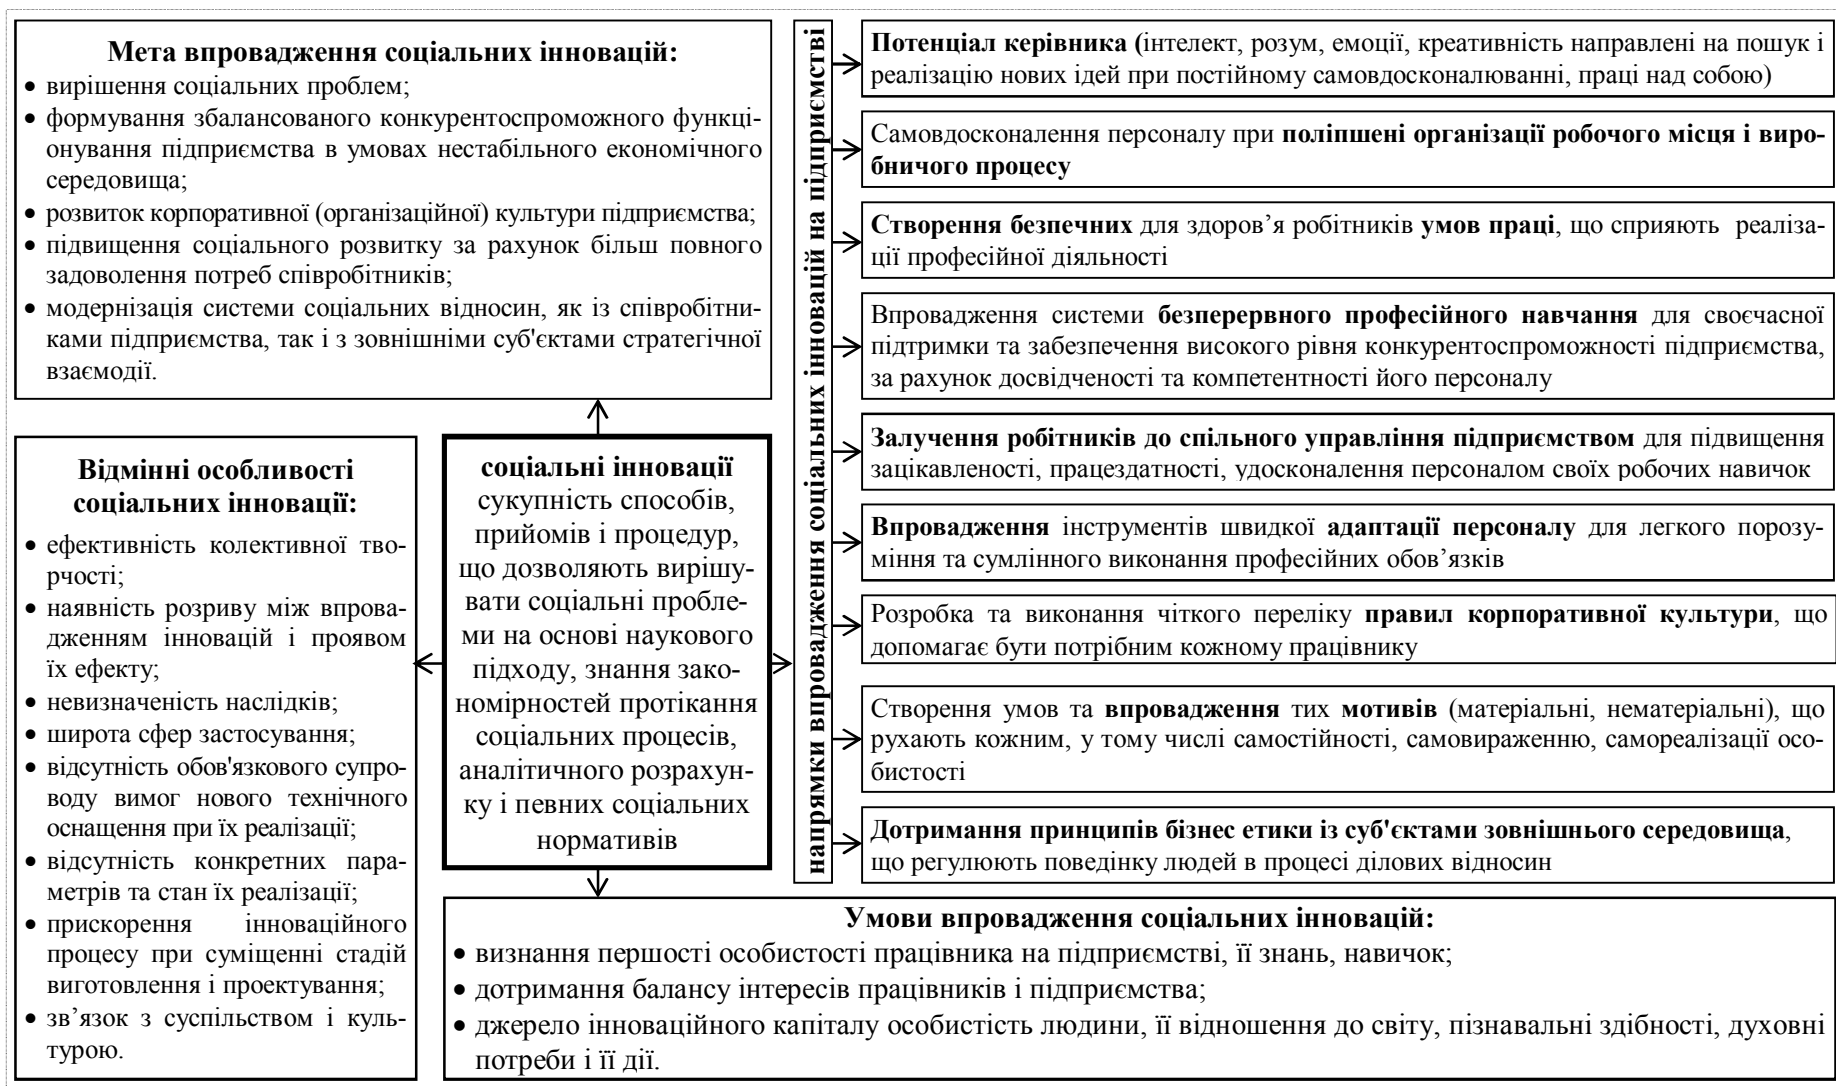 Мета впровадження соціальних інновацій:
• вирішення соціальних проблем;
• формування збалансованого конкурентоспроможного функці-
онування підприємства в умовах нестабільного економічного
середовища;
• розвиток корпоративної (організаційної) культури підприємства;
• підвищення соціального розвитку за рахунок більш повного
задоволення потреб співробітників;
• модернізація системи соціальних відносин, як із співробітни-
ками підприємства, так і з зовнішніми суб'єктами стратегічної
взаємодії.
Відмінні особливості
соціальних інновації:
• ефективність колективної тво-
рчості;
• наявність розриву між впрова-
дженням інновацій і проявом
їх ефекту;
• невизначеність наслідків;
• широта сфер застосування;
• відсутність обов'язкового супро-
воду вимог нового технічного
оснащення при їх реалізації;
• відсутність конкретних пара-
метрів та стан їх реалізації;
• прискорення інноваційного
процесу при суміщенні стадій
виготовлення і проектування;
• зв’язок з суспільством і куль-
турою.
соціальні інновації
сукупність способів,
прийомів і процедур,
що дозволяють вирішу-
вати соціальні пробле-
ми на основі наукового
підходу, знання зако-
номірностей протікання
соціальних процесів,
аналітичного розрахун-
ку і певних соціальних
нормативів
напрямки впровадження соціальних інновацій на підприємстві
Потенціал керівника (інтелект, розум, емоції, креативність направлені на пошук і
реалізацію нових ідей при постійному самовдосконалюванні, праці над собою)
Самовдосконалення персоналу при поліпшені організації робочого місця і виро-
бничого процесу
Створення безпечних для здоров’я робітників умов праці, що сприяють реаліза-
ції професійної діяльності
Впровадження системи безперервного професійного навчання для своєчасної
підтримки та забезпечення високого рівня конкурентоспроможності підприємства,
за рахунок досвідченості та компетентності його персоналу
Залучення робітників до спільного управління підприємством для підвищення
зацікавленості, працездатності, удосконалення персоналом своїх робочих навичок
Впровадження інструментів швидкої адаптації персоналу для легкого порозу-
міння та сумлінного виконання професійних обов’язків
Розробка та виконання чіткого переліку правил корпоративної культури, що
допомагає бути потрібним кожному працівнику
Створення умов та впровадження тих мотивів (матеріальні, нематеріальні), що
рухають кожним, у тому числі самостійності, самовираженню, самореалізації осо-
бистості
Дотримання принципів бізнес етики із суб'єктами зовнішнього середовища,
що регулюють поведінку людей в процесі ділових відносин
Умови впровадження соціальних інновацій:
• визнання першості особистості працівника на підприємстві, її знань, навичок;
• дотримання балансу інтересів працівників і підприємства;
• джерело інноваційного капіталу особистість людини, її відношення до світу, пізнавальні здібності, духовні
потреби і її дії.